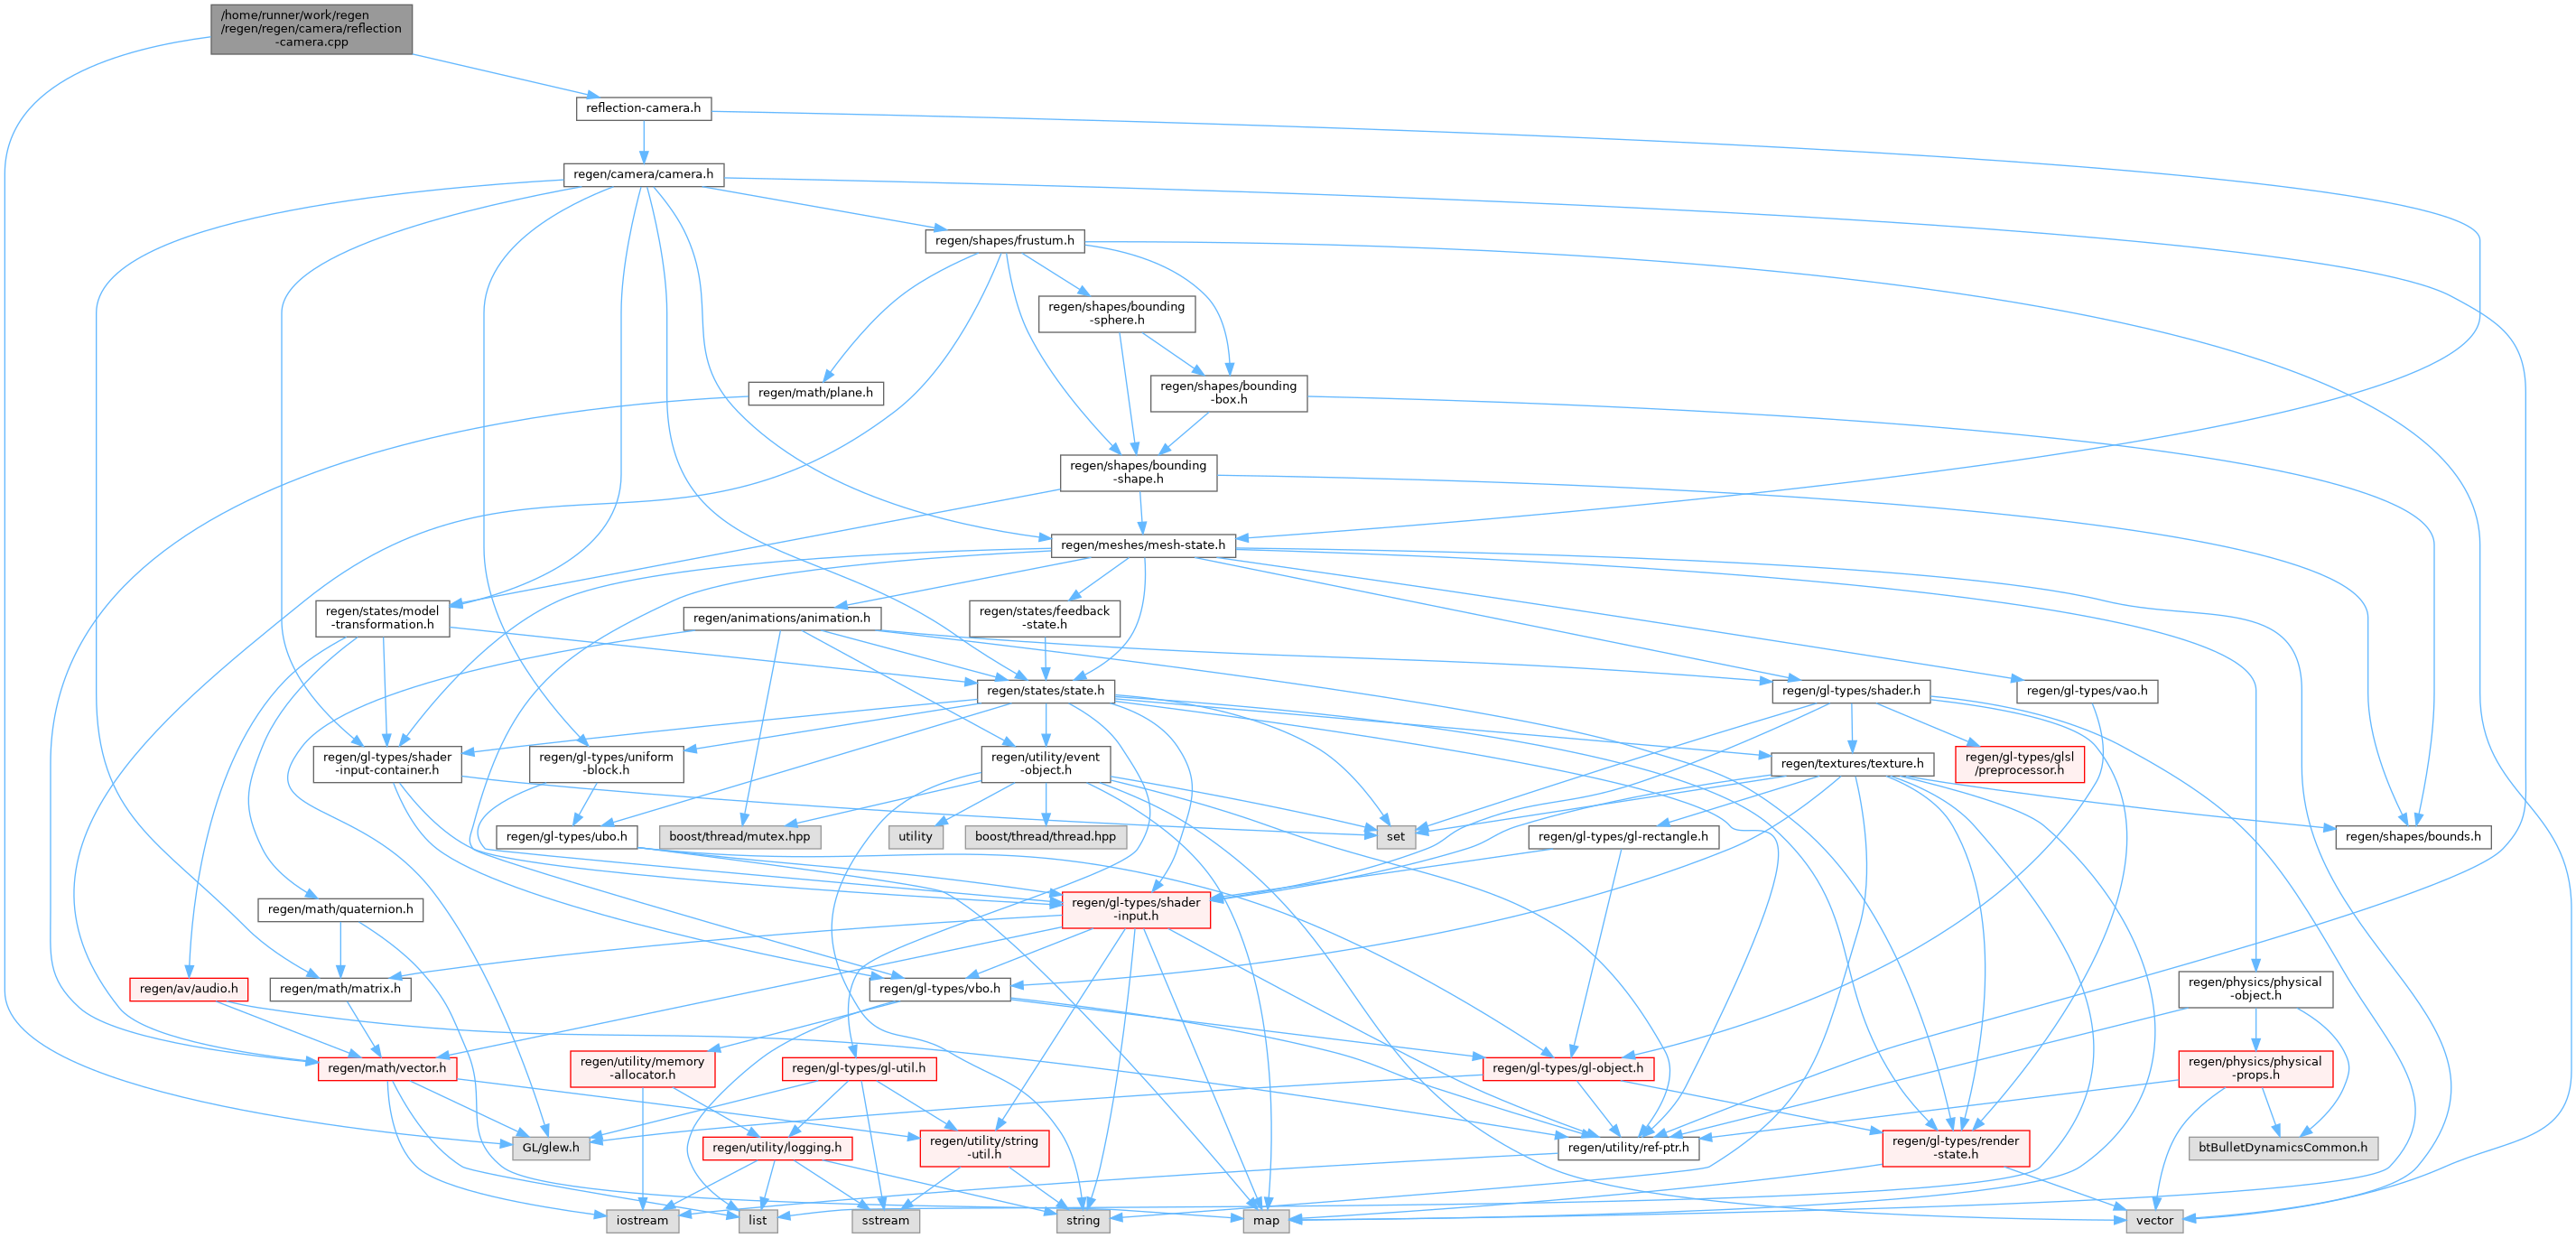 /home/runner/work/regen
/regen/regen/camera/reflection
-camera.cpp
reflection-camera.h
regen/camera/camera.h
regen/shapes/frustum.h
regen/shapes/bounding
-sphere.h
regen/math/plane.h
regen/shapes/bounding
-box.h
regen/shapes/bounding
-shape.h
regen/meshes/mesh-state.h
regen/states/model
-transformation.h
regen/animations/animation.h
regen/states/feedback
-state.h
regen/states/state.h
regen/gl-types/shader.h
regen/gl-types/vao.h
regen/gl-types/shader
-input-container.h
regen/gl-types/uniform
-block.h
regen/utility/event
-object.h
regen/textures/texture.h
regen/gl-types/glsl
/preprocessor.h
regen/gl-types/ubo.h
boost/thread/mutex.hpp
utility
boost/thread/thread.hpp
set
regen/gl-types/gl-rectangle.h
regen/shapes/bounds.h
regen/math/quaternion.h
regen/gl-types/shader
-input.h
regen/av/audio.h
regen/math/matrix.h
regen/gl-types/vbo.h
regen/physics/physical
-object.h
regen/math/vector.h
regen/utility/memory
-allocator.h
regen/gl-types/gl-util.h
regen/gl-types/gl-object.h
regen/physics/physical
-props.h
GL/glew.h
regen/utility/logging.h
regen/utility/string
-util.h
regen/utility/ref-ptr.h
regen/gl-types/render
-state.h
btBulletDynamicsCommon.h
iostream
list
sstream
string
map
vector